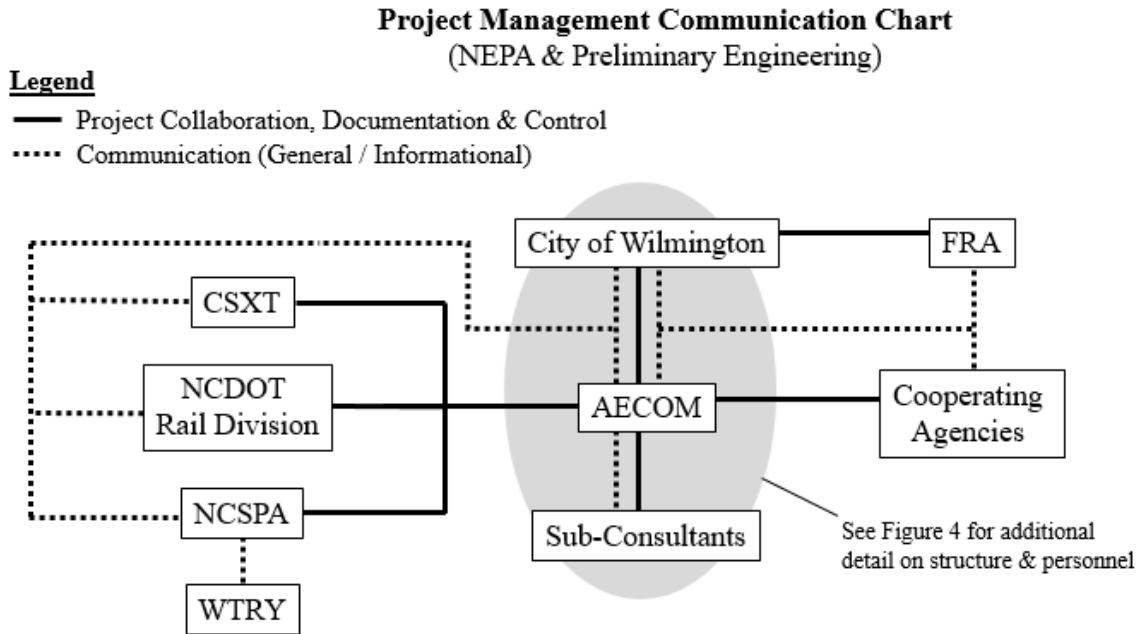 Project Management Communication Chart
(NEPA & Preliminary Engineering)
Legend
Project Collaboration, Documentation & Control
Communication (General / Informational)
City of Wilmington
FRA
CSXT
NCDOT
Rail Division
AECOM
Cooperating
Agencies
NCSPA
Sub-Consultants
See Figure 4 for additional
detail on structure & personnel
WTRY